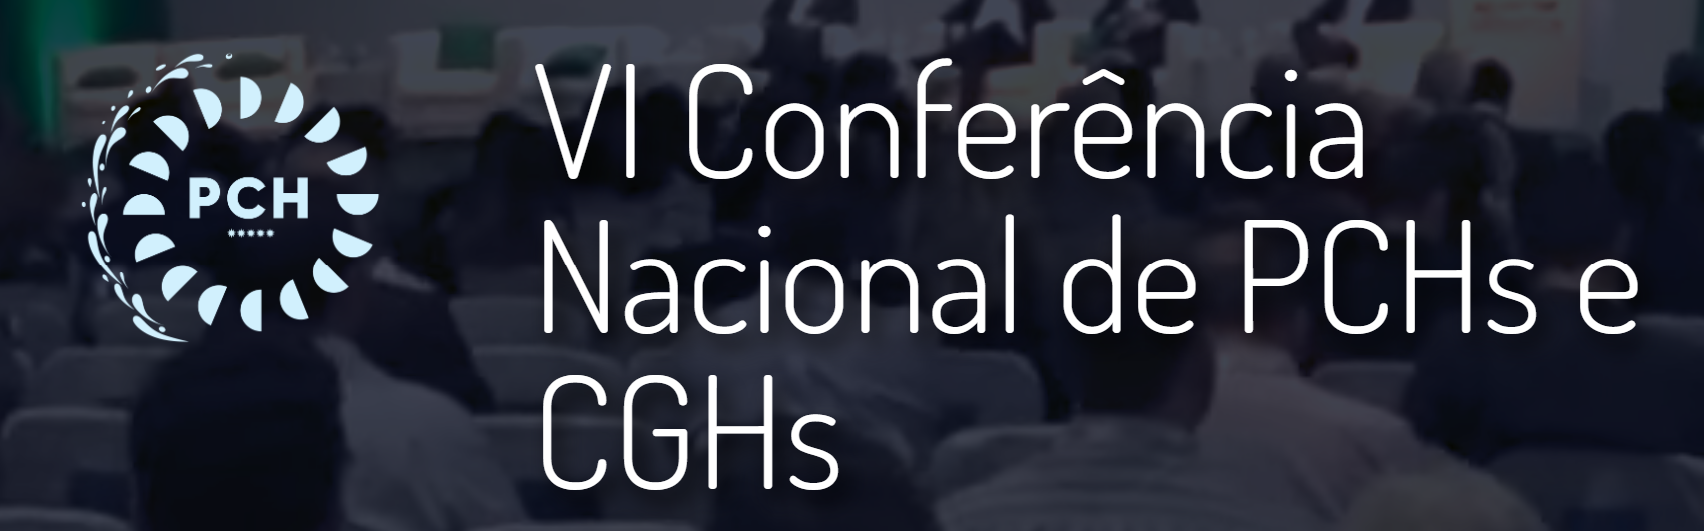 PCH
VI Conferência
Nacional de PCHs e
CGHs